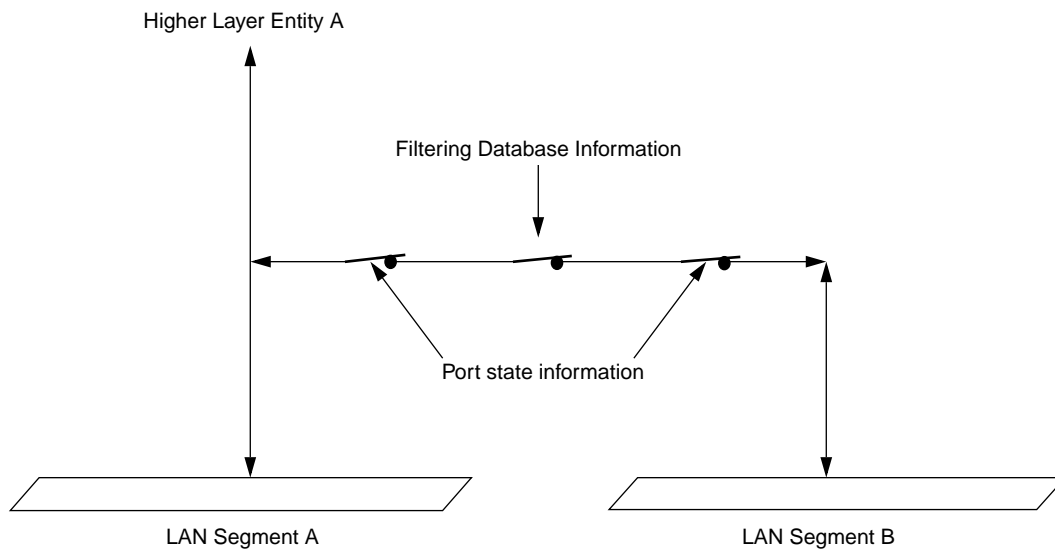 Higher Layer Entity A
Filtering Database Information
Port state information
LAN Segment A
LAN Segment B